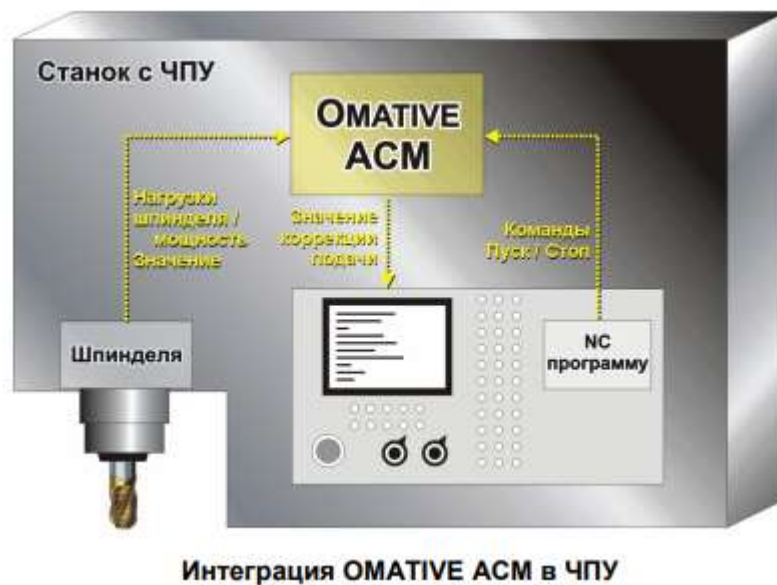 Станок с ЧПУ
OMATIVE
ACM
Нагрузки
шпинделя /
мощность
Значение
Значение
коррекции
подачи
Команды
Пуск / Стоп
Шпинделя
NC
программу
Интеграция OMATIVE ACM в ЧПУ